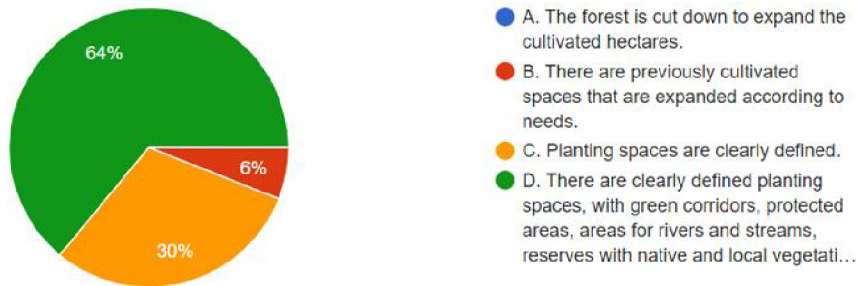 64%
6%
30%
A. The forest is cut down to expand the
cultivated hectares.
B. There are previously cultivated
spaces that are expanded according to
needs.
C. Planting spaces are clearly defined.
D. There are clearly defined planting
spaces, with green corridors, protected
areas, areas for rivers and streams,
reserves with native and local vegetati…